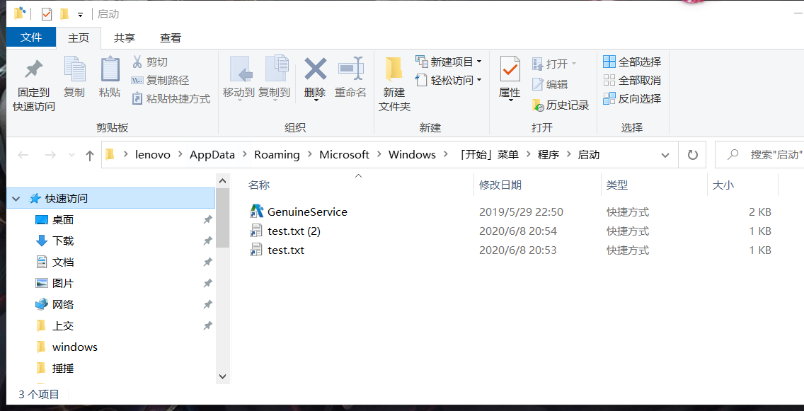 启动
文件 主页 共享 查看
固定到快速访问
复制
粘贴
剪切
复制路径
粘贴快捷方式
剪贴板
移动到
复制到
删除
重命名
组织
新建文件夹
新建项目
轻松访问
新建
属性
打开
编辑
历史记录
打开
全部选择
全部取消
反向选择
选择
lenovo > AppData > Roaming > Microsoft > Windows > 「开始」菜单 > 程序 > 启动
搜索"启动"
快速访问
桌面
下载
文档
图片
网络
上交
windows
捶捶
名称 修改日期 类型 大小
GenuineService 2019/5/29 22:50 快捷方式 2 KB
test.txt (2) 2020/6/8 20:54 快捷方式 1 KB
test.txt 2020/6/8 20:53 快捷方式 1 KB
3 个项目